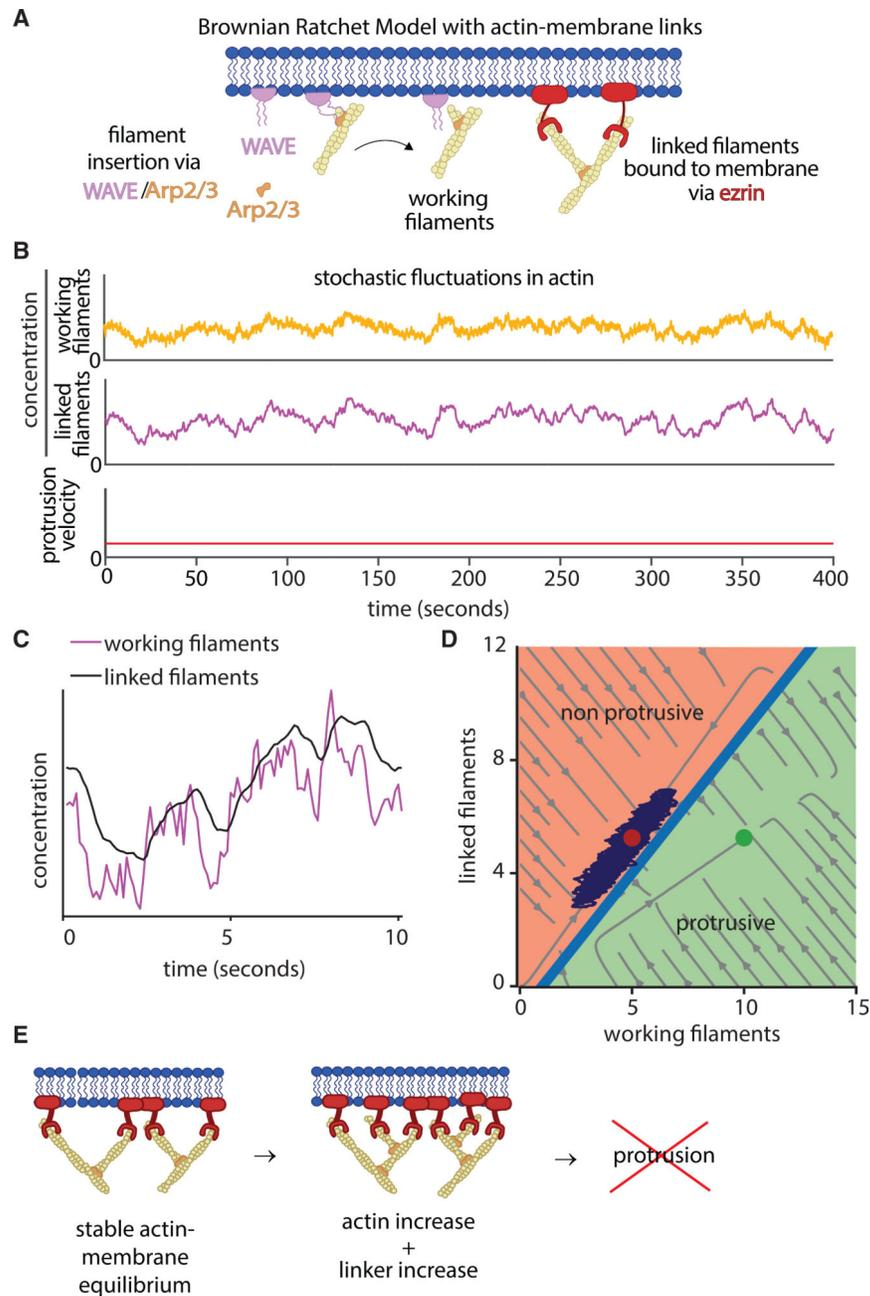 A
Brownian Ratchet Model with actin-membrane links
filament
insertion via
WAVE/Arp2/3
WAVE
Arp2/3
working
filaments
linked filaments
bound to membrane
via ezrin
B
stochastic fluctuations in actin
concentration
working
filaments
0
linked
filaments
0
protrusion
velocity
0
0 50 100 150 200 250 300 350 400
time (seconds)
C
working filaments
linked filaments
concentration
0 5 10
time (seconds)
D
12
8
4
0
linked filaments
non protrusive
protrusive
0 5 10 15
working filaments
E
stable actin-
membrane
equilibrium
→
actin increase
+
linker increase
→
protrusion